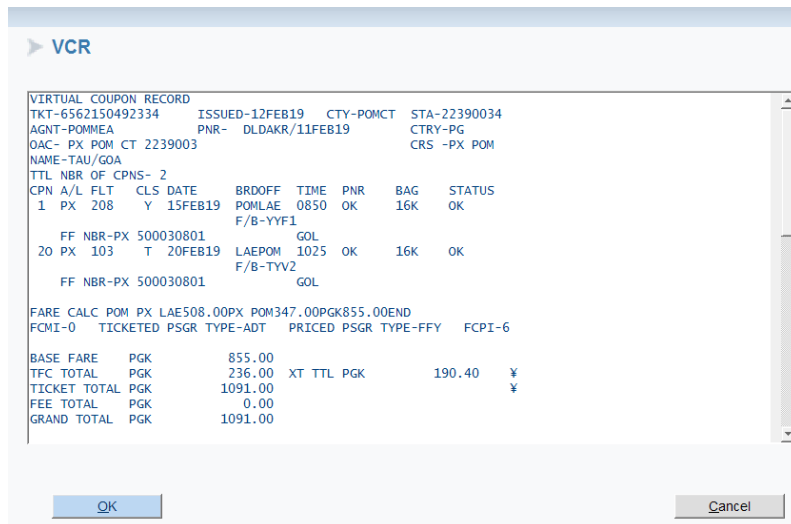 VCR
VIRTUAL COUPON RECORD
TKT-6562150492334 ISSUED-12FEB19 CTY-POMCT STA-22390034
AGNT-POMMEA PNR- DLDAKR/11FEB19 CTRY-PG
OAC- PX POM CT 2239003 CRS -PX POM
NAME-TAU/GOA
TTL NBR OF CPNS- 2
CPN A/L FLT CLS DATE BRDOFF TIME PNR BAG STATUS
1 PX 208 Y 15FEB19 POMLAE 0850 OK 16K OK
F/B-YYF1
FF NBR-PX 500030801 GOL
2O PX 103 T 20FEB19 LAEPOM 1025 OK 16K OK
F/B-TYV2
FF NBR-PX 500030801 GOL
FARE CALC POM PX LAE508.00PX POM347.00PGK855.00END
FCMI-0 TICKETED PSGR TYPE-ADT PRICED PSGR TYPE-FFY FCPI-6
BASE FARE PGK 855.00
TFC TOTAL PGK 236.00 XT TTL PGK 190.40 ¥
TICKET TOTAL PGK 1091.00 ¥
FEE TOTAL PGK 0.00
GRAND TOTAL PGK 1091.00
OK Cancel